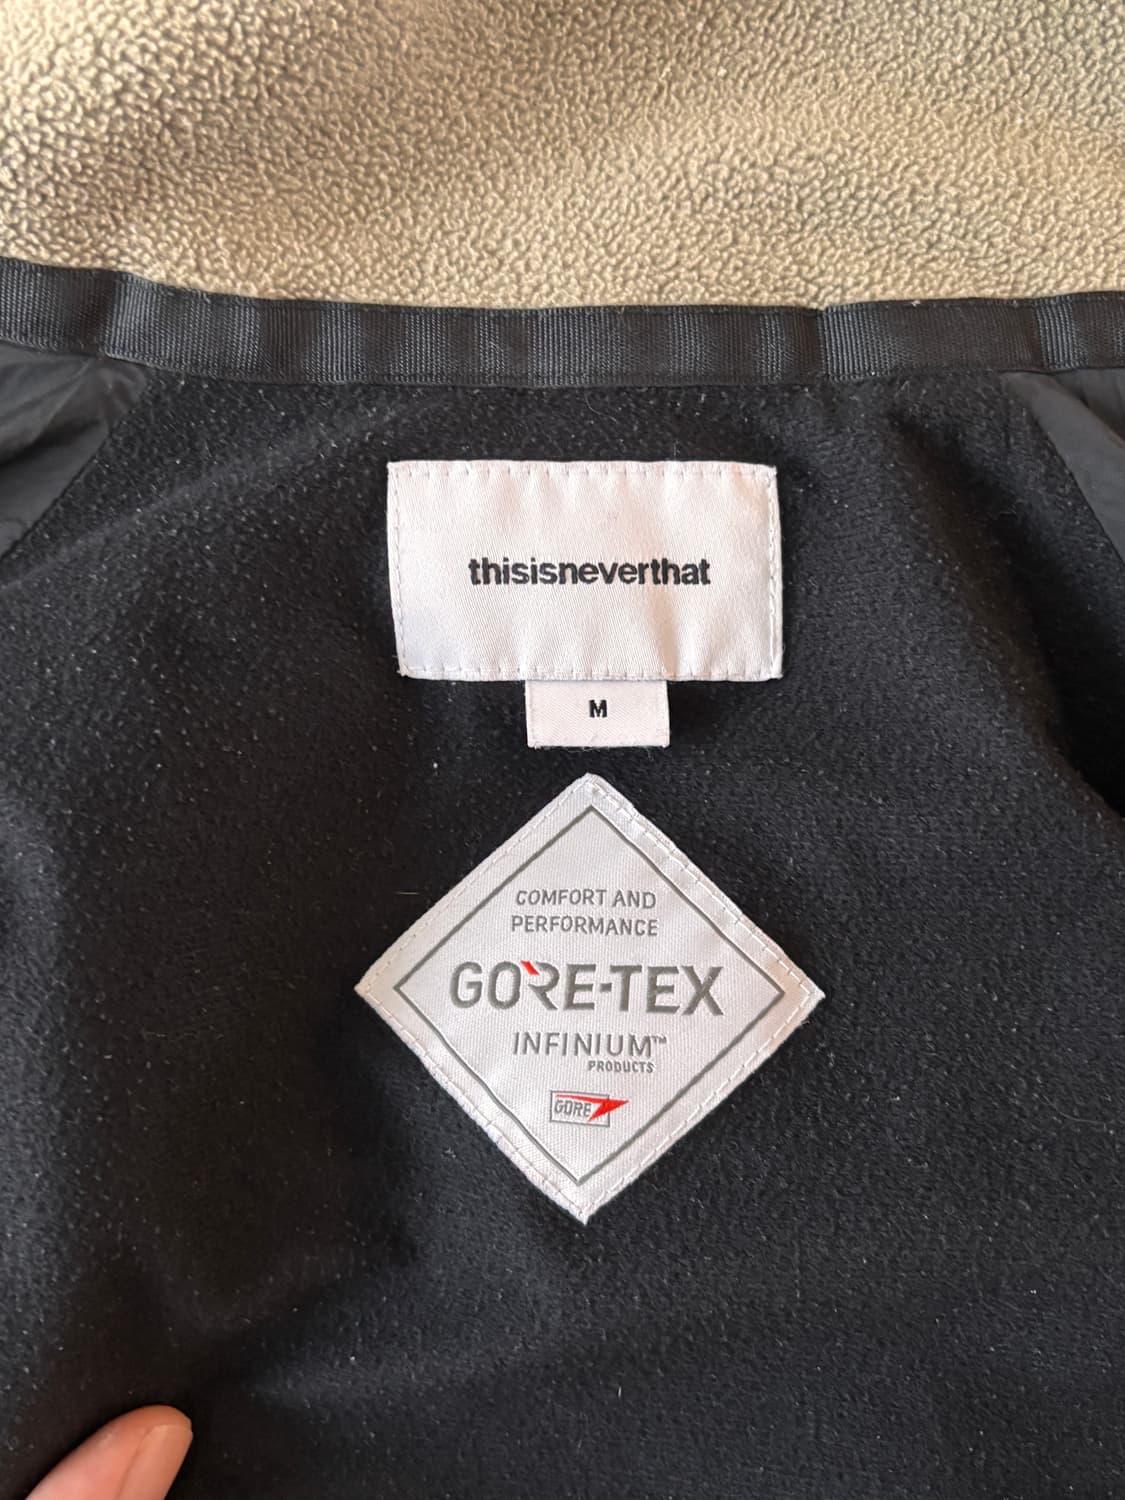 thisisneverthat
M
COMFORT AND
PERFORMANCE
GORE-TEX
INFINIUM™
PRODUCTS
GORE